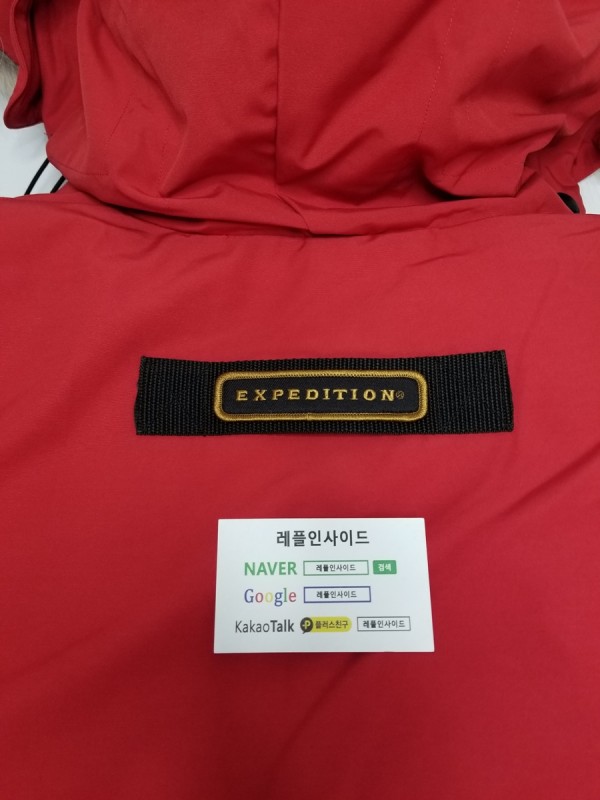 EXPEDITION®
레플인사이드
NAVER 레플인사이드 검색
Google 레플인사이드
KakaoTalk P 플러스친구 레플인사이드